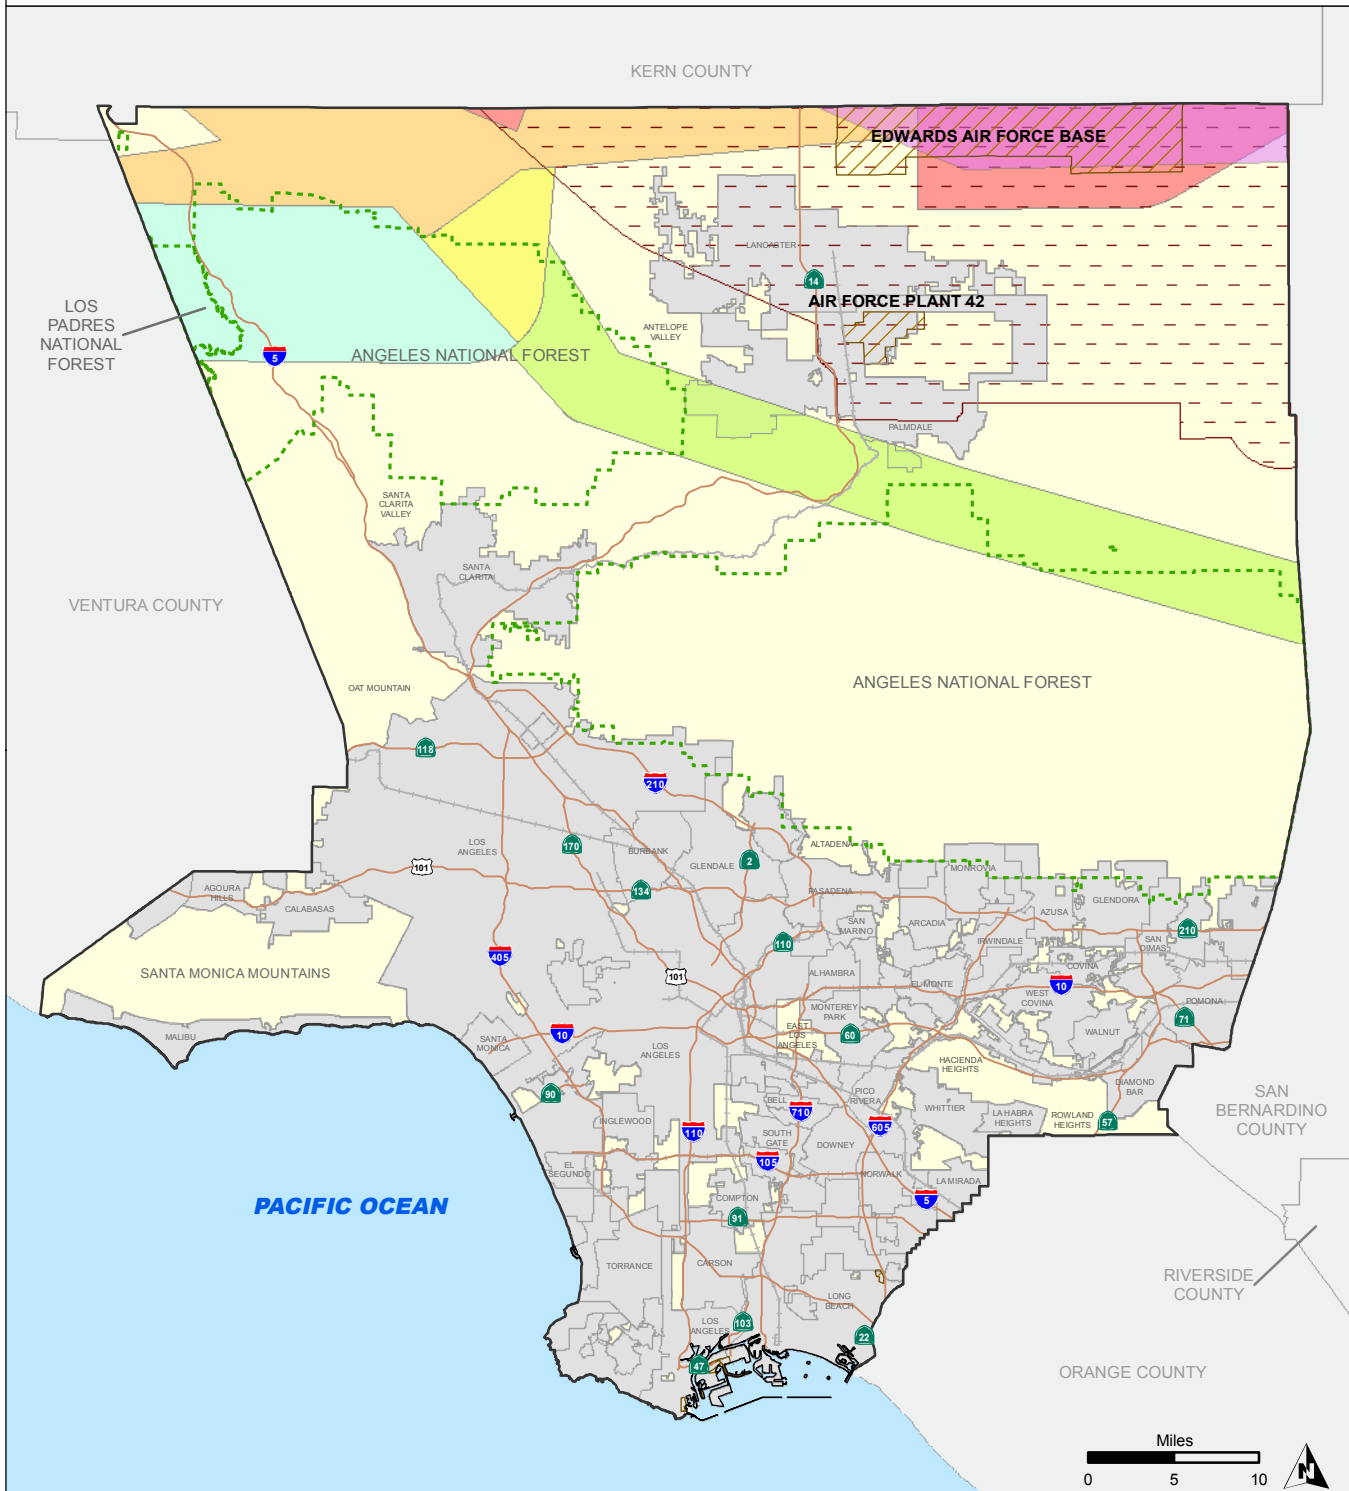 KERN COUNTY
EDWARDS AIR FORCE BASE
LANCASTER
14
AIR FORCE PLANT 42
LOS
PADRES
NATIONAL
FOREST
ANTELOPE
VALLEY
5
ANGELES NATIONAL FOREST
PALMDALE
SANTA
CLARITA
VALLEY
SANTA
CLARITA
VENTURA COUNTY
OAT MOUNTAIN
ANGELES NATIONAL FOREST
118
210
LOS
ANGELES
170
BURBANK
GLENDALE
2
ALTADENA
MONROVIA
101
134
PASADENA
AGOURA
HILLS
CALABASAS
SAN
MARINO
ARCADIA
AZUSA
GLENDORA
210
IRWINDALE
SAN
DIMAS
110
405
SANTA MONICA MOUNTAINS
101
ALHAMBRA
EL MONTE
COVINA
10
WEST
COVINA
POMONA
MONTEREY
PARK
71
MALIBU
SANTA
MONICA
10
LOS
ANGELES
EAST
LOS
ANGELES
60
WALNUT
HACIENDA
HEIGHTS
DIAMOND
BAR
90
BELL
710
PICO
RIVERA
WHITTIER
LA HABRA
HEIGHTS
ROWLAND
HEIGHTS
57
SAN
BERNARDINO
COUNTY
INGLEWOOD
110
SOUTH
GATE
605
DOWNEY
EL
SEGUNDO
105
NORWALK
LA MIRADA
5
COMPTON
91
PACIFIC OCEAN
TORRANCE
CARSON
RIVERSIDE
COUNTY
LONG
BEACH
LOS
ANGELES
103
22
47
ORANGE COUNTY
Miles
0 5 10
N